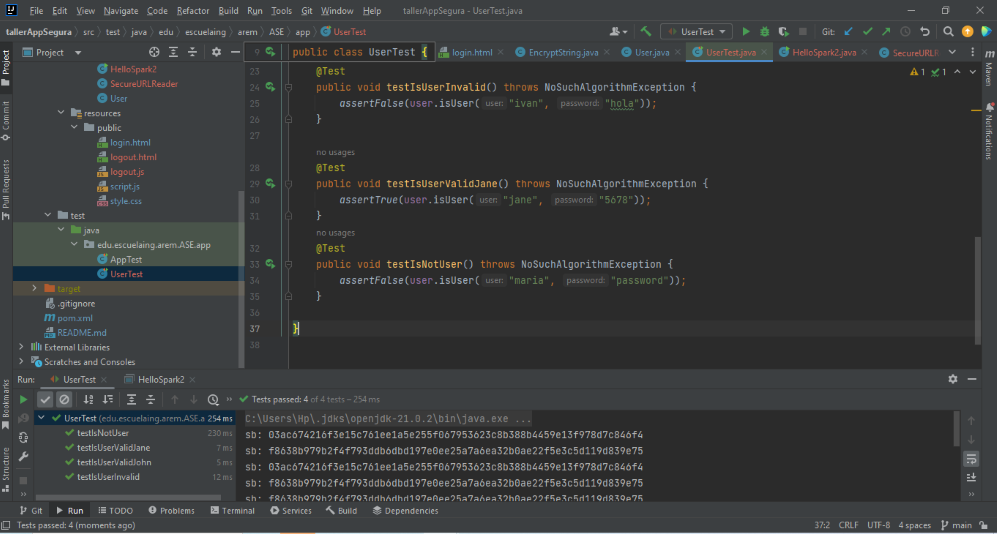 File Edit View Navigate Code Refactor Build Run Tools Git Window Help tallerAppSegura - UserTest.java
tallerAppSegura src test java edu escuelaing arem ASE app UserTest UserTest Git:
Project login.html EncryptString.java User.java UserTest.java HelloSpark2.java SecureURLR
HelloSpark2
SecureURLReader
User
resources
public
login.html
logout.html
logout.js
script.js
style.css
test
java
edu.escuelaing.arem.ASE.app
AppTest
UserTest
target
.gitignore
pom.xml
README.md
External Libraries
Scratches and Consoles
Project
Commit
Pull Requests
Bookmarks
Structure
Maven
Notifications
9 public class UserTest {
1 1
23 @Test
24 public void testIsUserInvalid() throws NoSuchAlgorithmException {
25 assertFalse(user.isUser( user: "ivan", password: "hola"));
26 }
27
no usages
28 @Test
29 public void testIsUserValidJane() throws NoSuchAlgorithmException {
30 assertTrue(user.isUser( user: "jane", password: "5678"));
31 }
no usages
32 @Test
33 public void testIsNotUser() throws NoSuchAlgorithmException {
34 assertFalse(user.isUser( user: "maria", password: "password"));
35 }
36
37 }
38
Run: UserTest HelloSpark2
Tests passed: 4 of 4 tests – 254 ms
UserTest (edu.escuelaing.arem.ASE.a 254 ms
testIsNotUser 230 ms
testIsUserValidJane 7 ms
testIsUserValidJohn 5 ms
testIsUserInvalid 12 ms
C:\Users\Hp\.jdks\openjdk-21.0.2\bin\java.exe ...
sb: 03ac674216f3e15c761ee1a5e255f067953623c8b388b4459e13f978d7c846f4
sb: f8638b979b2f4f793ddb6dbd197e0ee25a7a6ea32b0ae22f5e3c5d119d839e75
sb: 03ac674216f3e15c761ee1a5e255f067953623c8b388b4459e13f978d7c846f4
sb: f8638b979b2f4f793ddb6dbd197e0ee25a7a6ea32b0ae22f5e3c5d119d839e75
Git Run TODO Problems Terminal Services Build Dependencies
Tests passed: 4 (moments ago) 37:2 CRLF UTF-8 4 spaces main